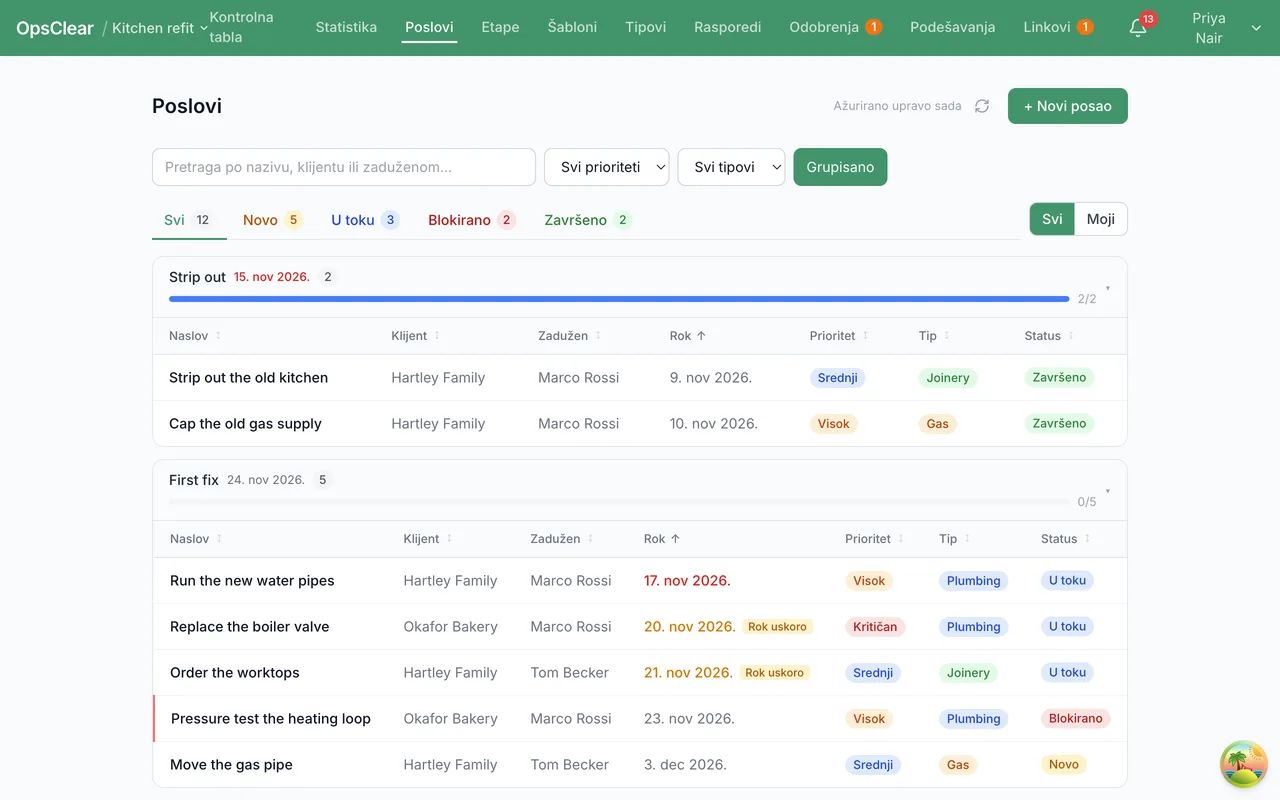 OpsClear / Kitchen refit Kontrolna tabla Statistika Poslovi Etape Šabloni Tipovi Rasporedi Odobrenja 1 Podešavanja Linkovi 1 13 Priya Nair
Poslovi Ažurirano upravo sada + Novi posao
Pretraga po nazivu, klijentu ili zaduženom... Svi prioriteti Svi tipovi Grupisano
Svi 12 Novo 5 U toku 3 Blokirano 2 Završeno 2 Svi Moji
Strip out 15. nov 2026. 2
2/2
Naslov Klijent Zadužen Rok ↑ Prioritet Tip Status
Strip out the old kitchen Hartley Family Marco Rossi 9. nov 2026. Srednji Joinery Završeno
Cap the old gas supply Hartley Family Marco Rossi 10. nov 2026. Visok Gas Završeno
First fix 24. nov 2026. 5
0/5
Naslov Klijent Zadužen Rok ↑ Prioritet Tip Status
Run the new water pipes Hartley Family Marco Rossi 17. nov 2026. Visok Plumbing U toku
Replace the boiler valve Okafor Bakery Marco Rossi 20. nov 2026. Rok uskoro Kritičan Plumbing U toku
Order the worktops Hartley Family Tom Becker 21. nov 2026. Rok uskoro Srednji Joinery U toku
Pressure test the heating loop Okafor Bakery Marco Rossi 23. nov 2026. Visok Plumbing Blokirano
Move the gas pipe Hartley Family Tom Becker 3. dec 2026. Srednji Gas Novo